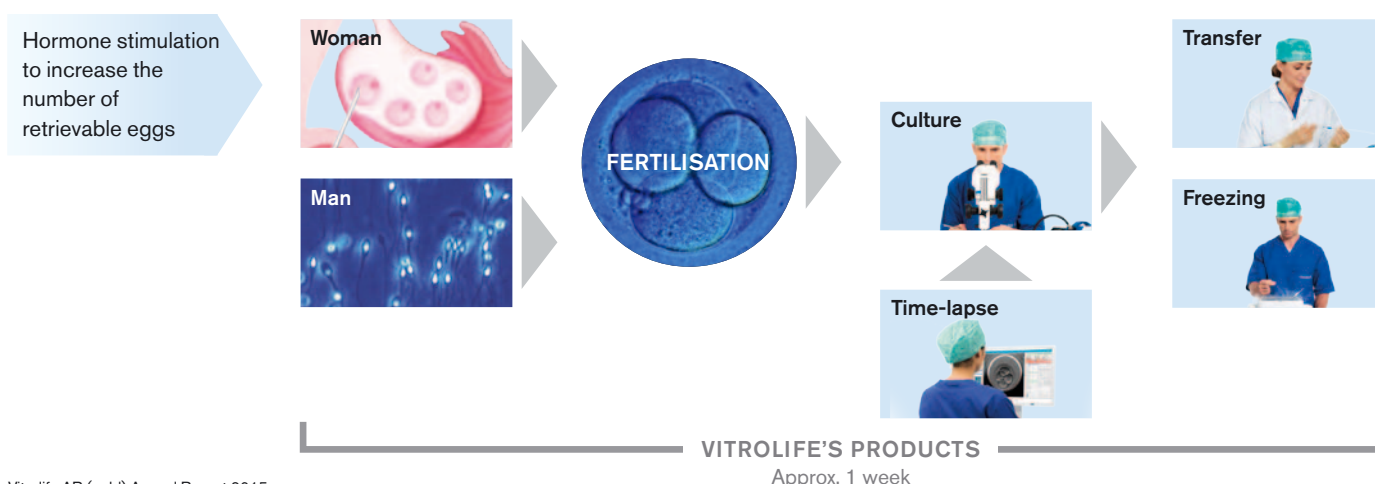 Hormone stimulation
to increase the
number of
retrievable eggs
Woman
Man
FERTILISATION
Culture
Time-lapse
Transfer
Freezing
VITROLIFE'S PRODUCTS
Approx. 1 week